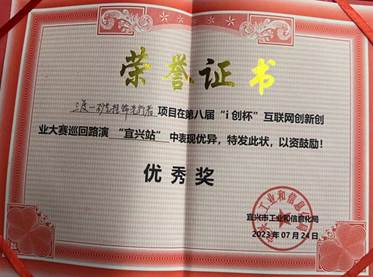 荣誉证书
项目在第八届“i创杯”互联网创新创
业大赛巡回路演 “宜兴站” 中表现优异，特发此状，以资鼓励！
优秀奖
宜兴市工业和信息化局
2023年07月24日